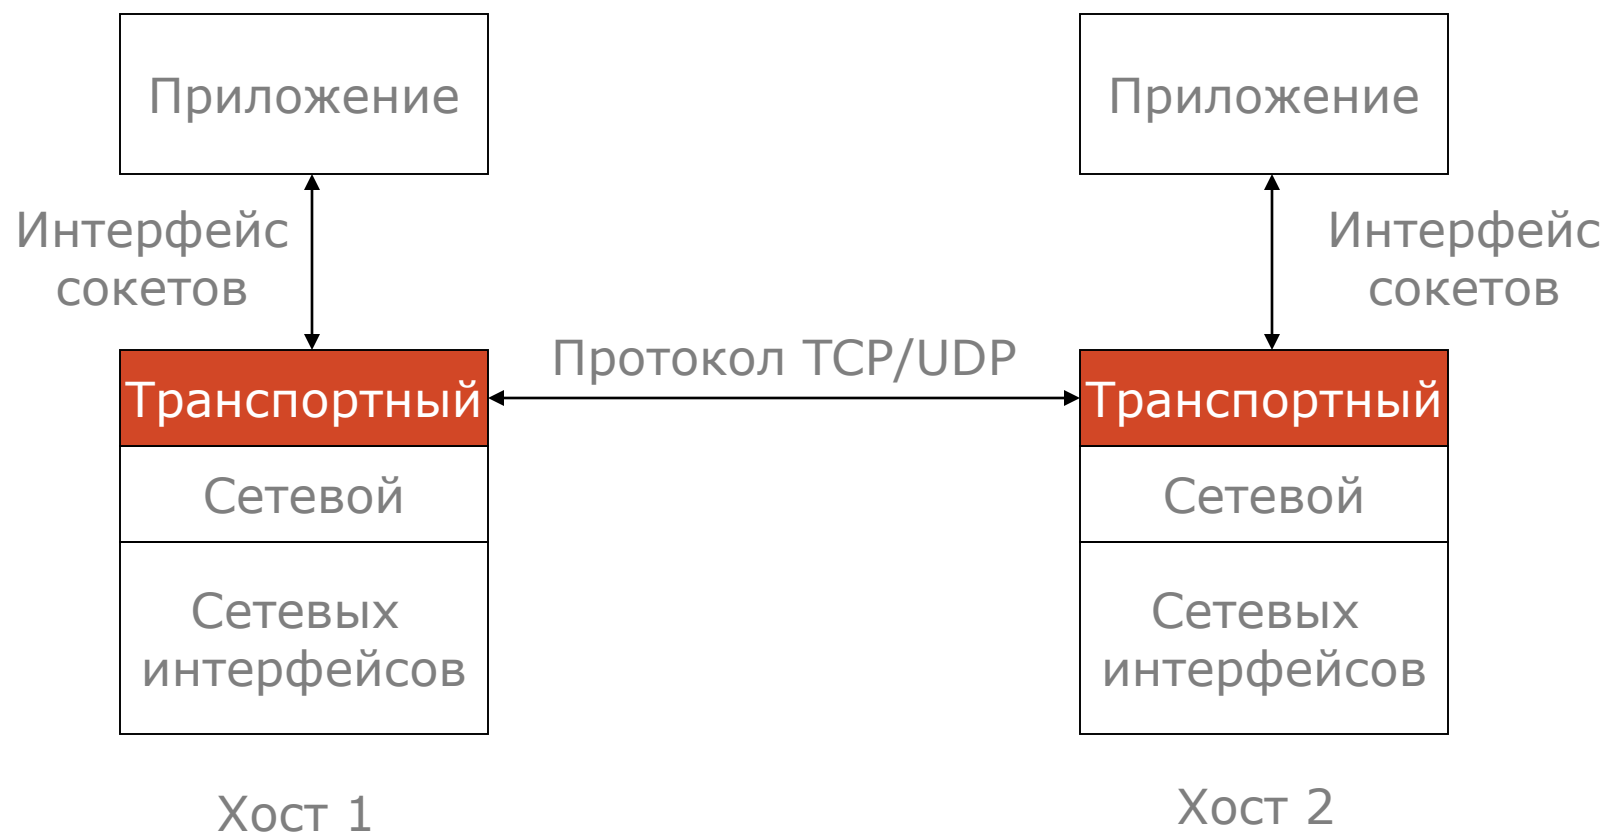 Приложение
Приложение
Интерфейс
сокетов
Интерфейс
сокетов
Протокол TCP/UDP
Транспортный
Транспортный
Сетевой
Сетевой
Сетевых
интерфейсов
Сетевых
интерфейсов
Хост 1
Хост 2